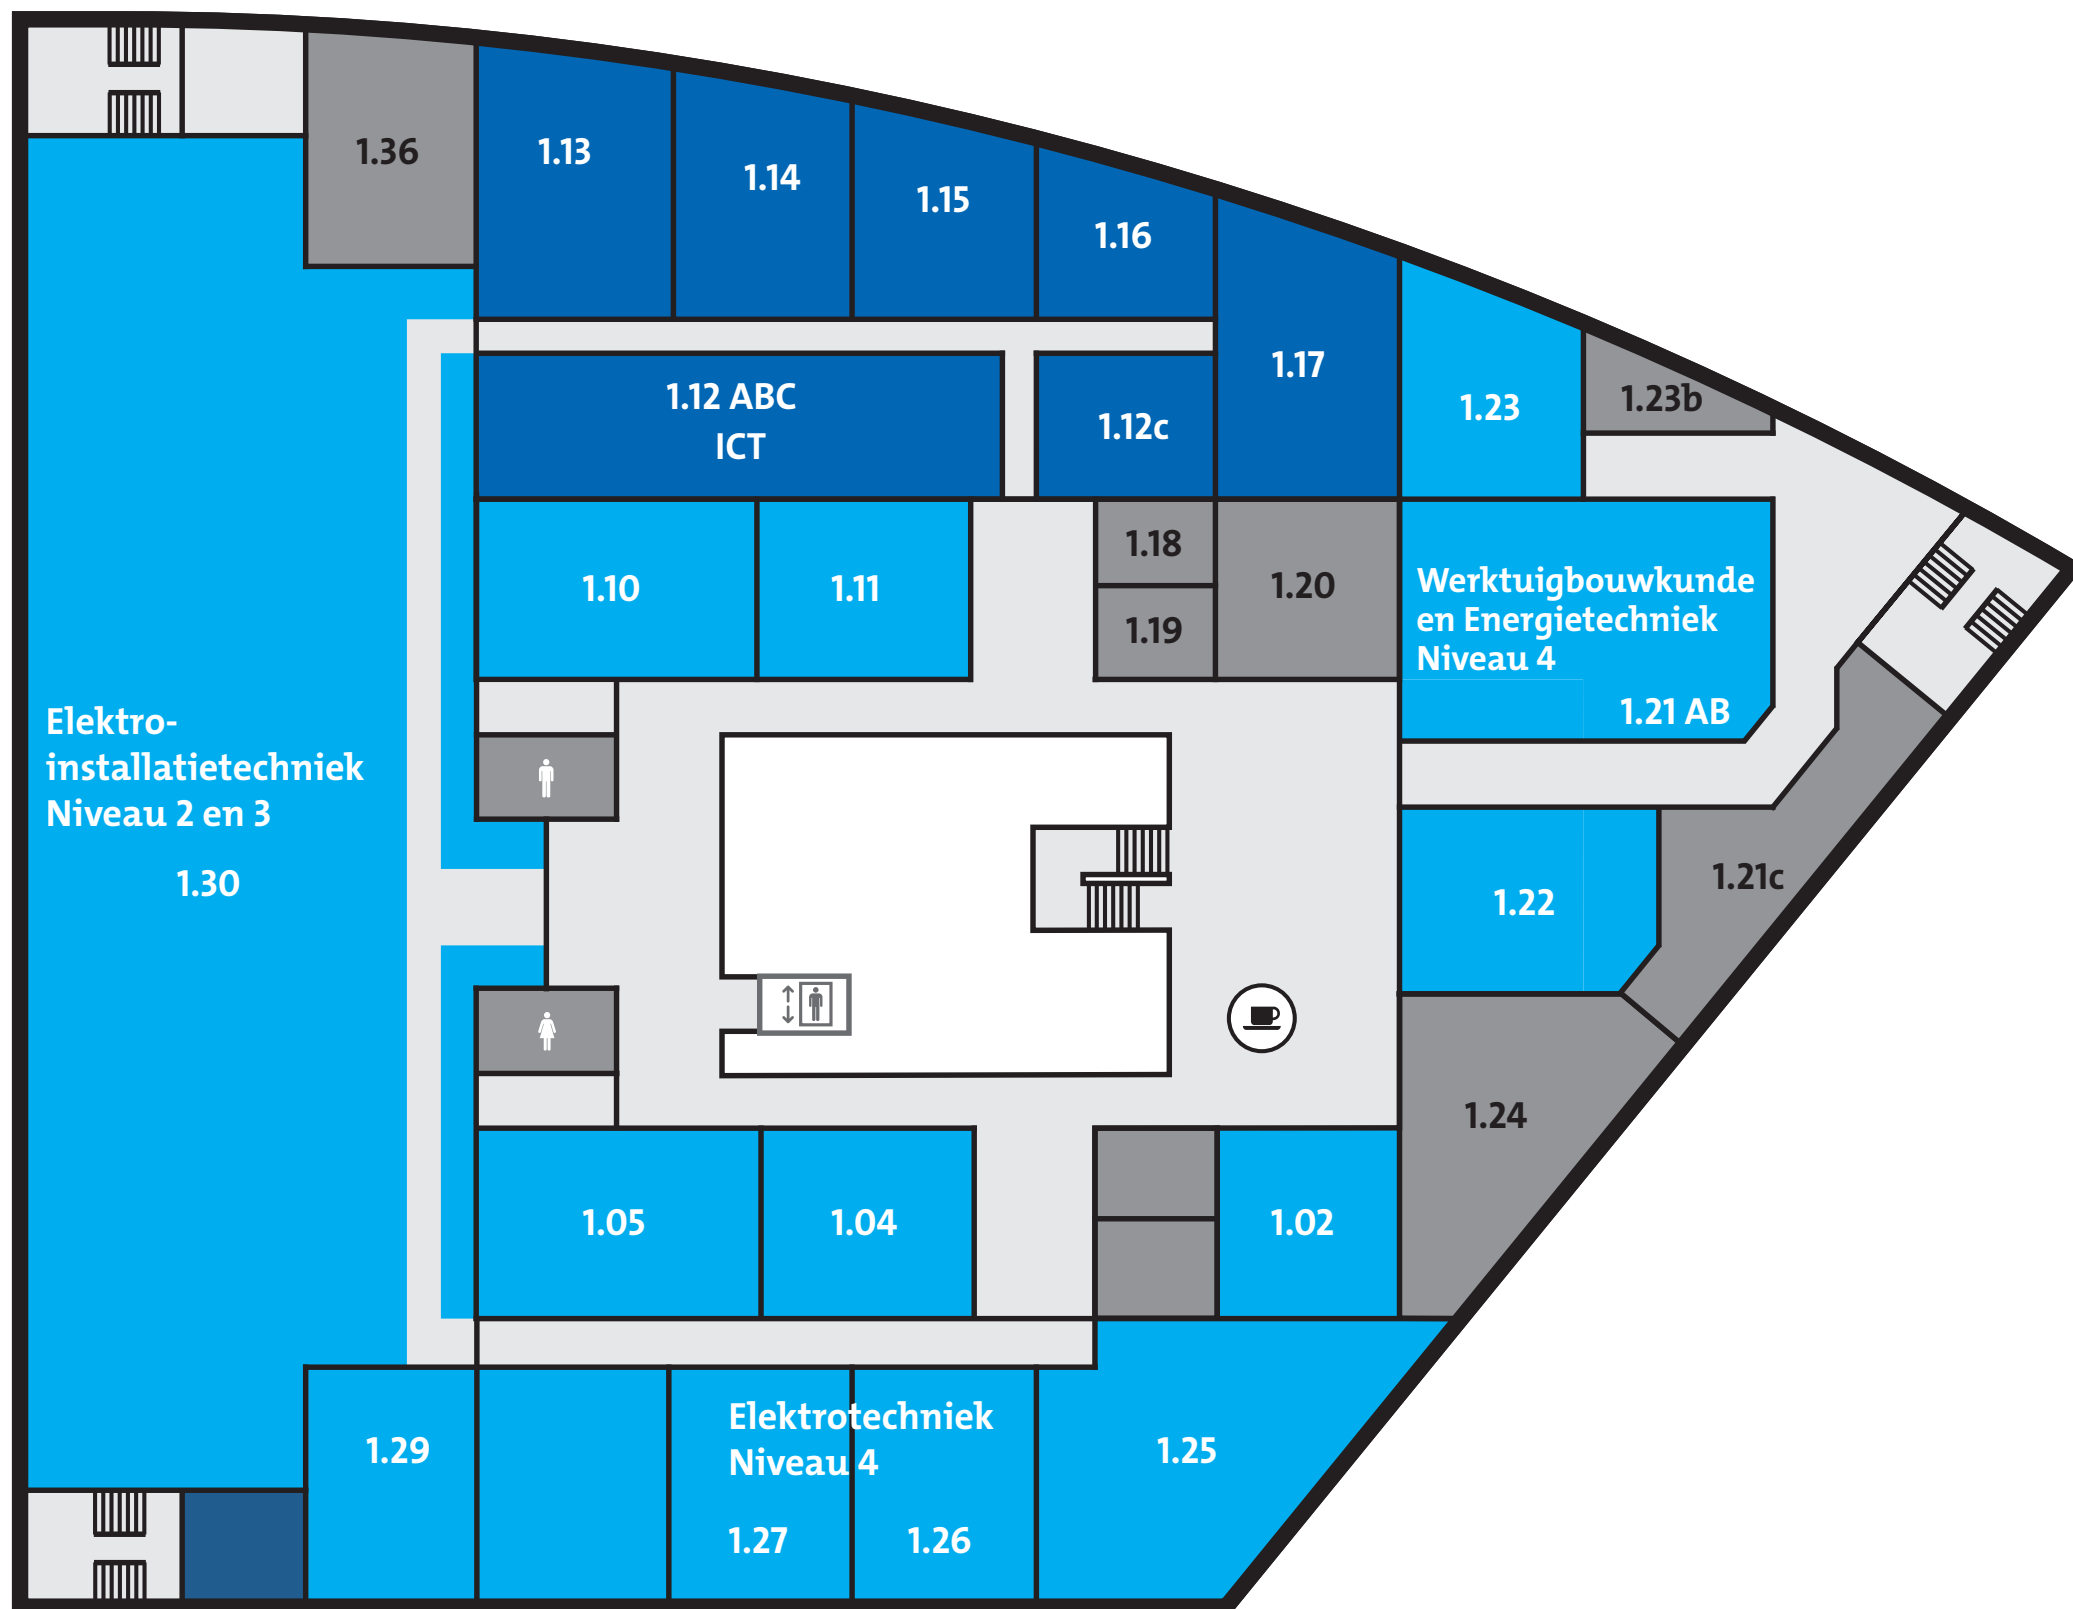 1.36
1.13
1.14
1.15
1.16
1.17
1.12 ABC
ICT
1.12c
1.23
1.23b
1.10
1.11
1.18
1.19
1.20
Werktuigbouwkunde
en Energietechniek
Niveau 4
1.21 AB
Elektro-
installatietechniek
Niveau 2 en 3
1.30
1.22
1.21c
1.24
1.05
1.04
1.02
1.29
Elektrotechniek
Niveau 4
1.27
1.26
1.25